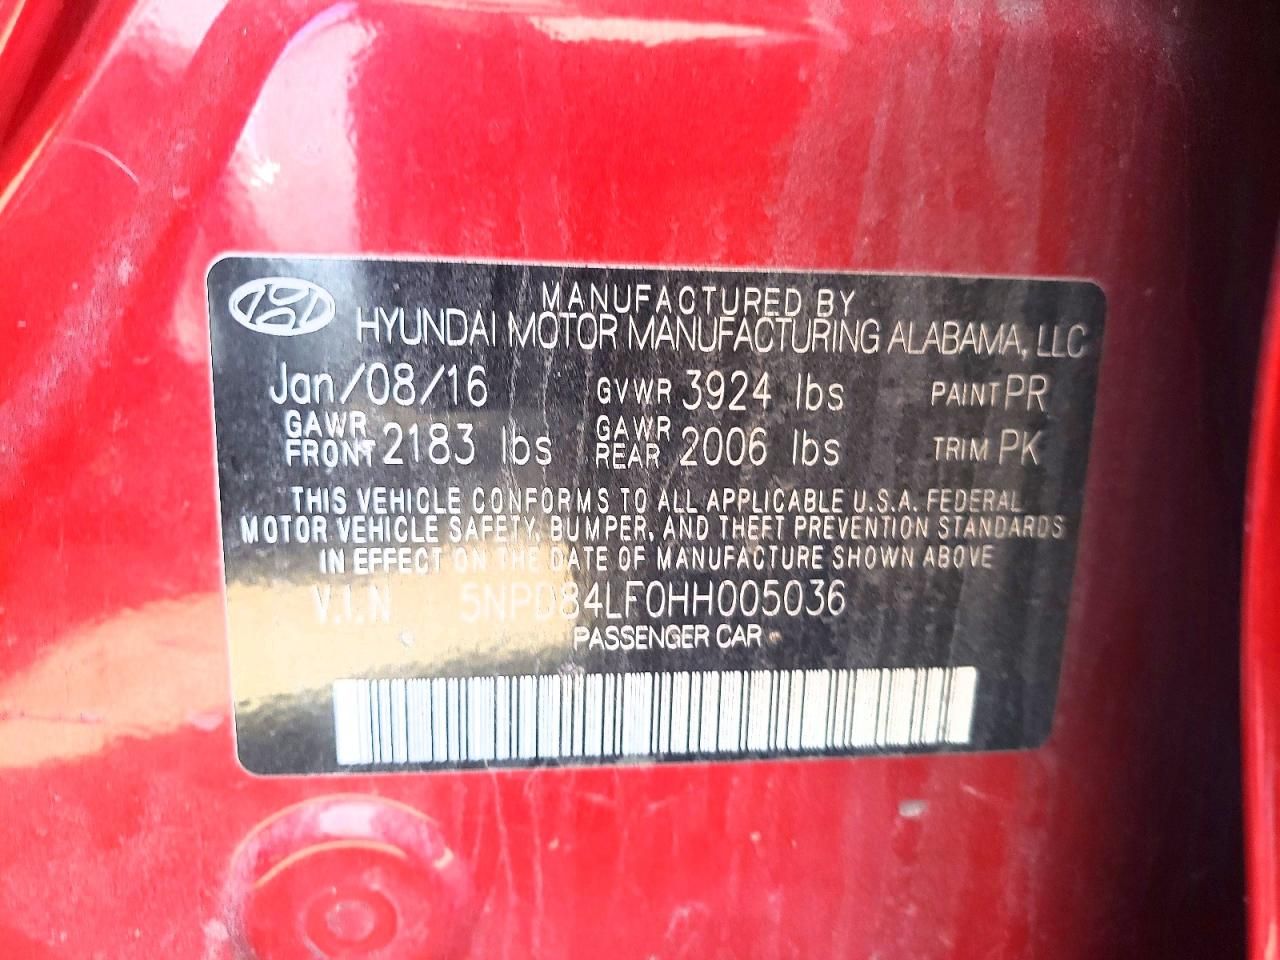 MANUFACTURED BY
HYUNDAI MOTOR MANUFACTURING ALABAMA, LLC
Jan/08/16 GVWR 3924 lbs PAINT PR
GAWR FRONT 2183 lbs GAWR REAR 2006 lbs TRIM PK
THIS VEHICLE CONFORMS TO ALL APPLICABLE U.S.A. FEDERAL
MOTOR VEHICLE SAFETY, BUMPER, AND THEFT PREVENTION STANDARDS
IN EFFECT ON THE DATE OF MANUFACTURE SHOWN ABOVE
V.I.N 5NPD84LF0HH005036
PASSENGER CAR